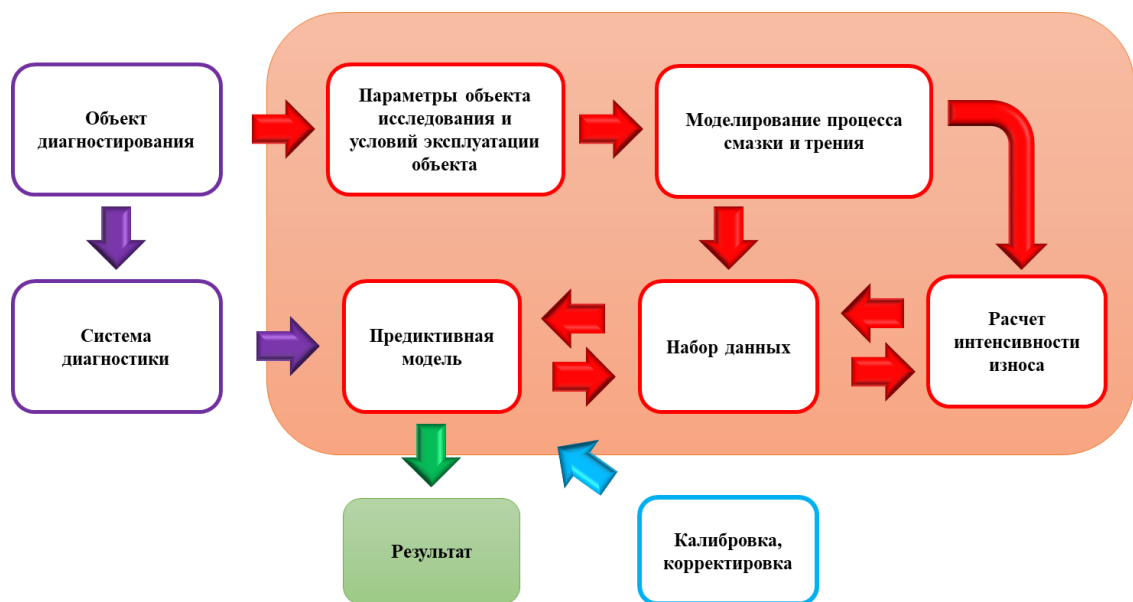 Объект
диагностирования
Параметры объекта
исследования и
условий эксплуатации
объекта
Моделирование процесса
смазки и трения
Система
диагностики
Предиктивная
модель
Набор данных
Расчет
интенсивности
износа
Результат
Калибровка,
корректировка